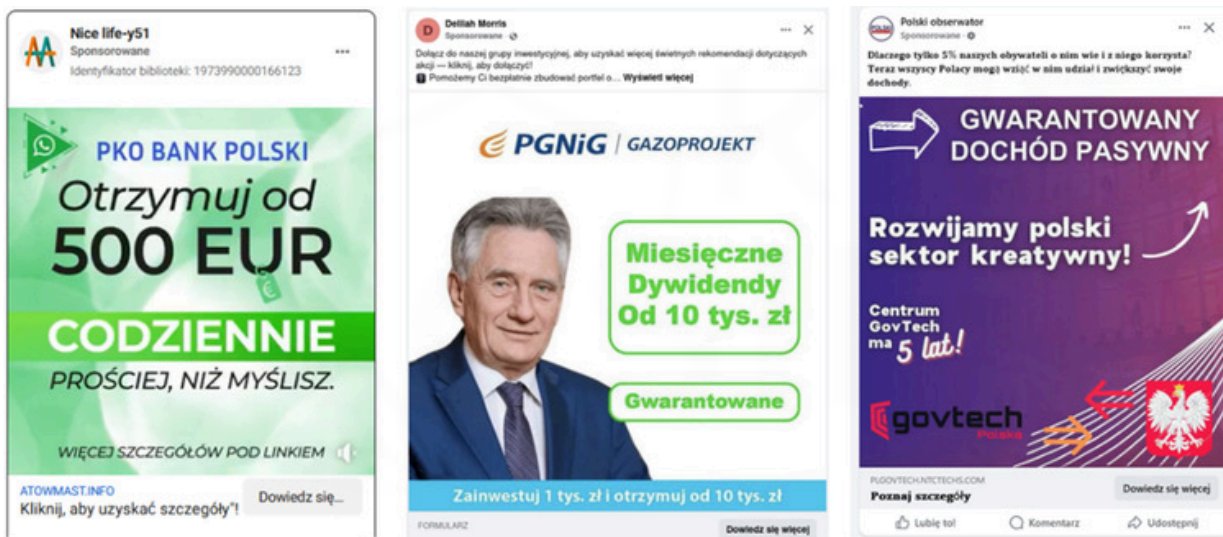 Nice life-y51
Sponsorowane
Identyfikator biblioteki: 1973990000166123
PKO BANK POLSKI
Otrzymuj od
500 EUR
CODZIENNIE
PROŚCIEJ, NIŻ MYŚLISZ.
WIĘCEJ SZCZEGÓŁÓW POD LINKIEM
ATOWMAST.INFO
Kliknij, aby uzyskać szczegóły"!
Dowiedz się...
D
Delilah Morris
Sponsorowane ·
Dołącz do naszej grupy inwestycyjnej, aby uzyskać więcej świetnych rekomendacji dotyczących
akcji — kliknij, aby dołączyć!
Pomożemy Ci bezpłatnie zbudować portfel o... Wyświetl więcej
PGNiG | GAZOPROJEKT
Miesięczne
Dywidendy
Od 10 tys. zł
Gwarantowane
Zainwestuj 1 tys. zł i otrzymuj od 10 tys. zł
FORMULARZ
Dowiedz się więcej
Polski obserwator
Sponsorowane ·
Dlaczego tylko 5% naszych obywateli o nim wie i z niego korzysta?
Teraz wszyscy Polacy mogą wziąć w nim udział i zwiększyć swoje
dochody.
GWARANTOWANY
DOCHÓD PASYWNY
Rozwijamy polski
sektor kreatywny!
Centrum
GovTech
ma 5 lat!
govtech
Polska
PLGOVTECH.NTCTECHS.COM
Poznaj szczegóły
Dowiedz się więcej
Lubię to!
Komentarz
Udostępnij